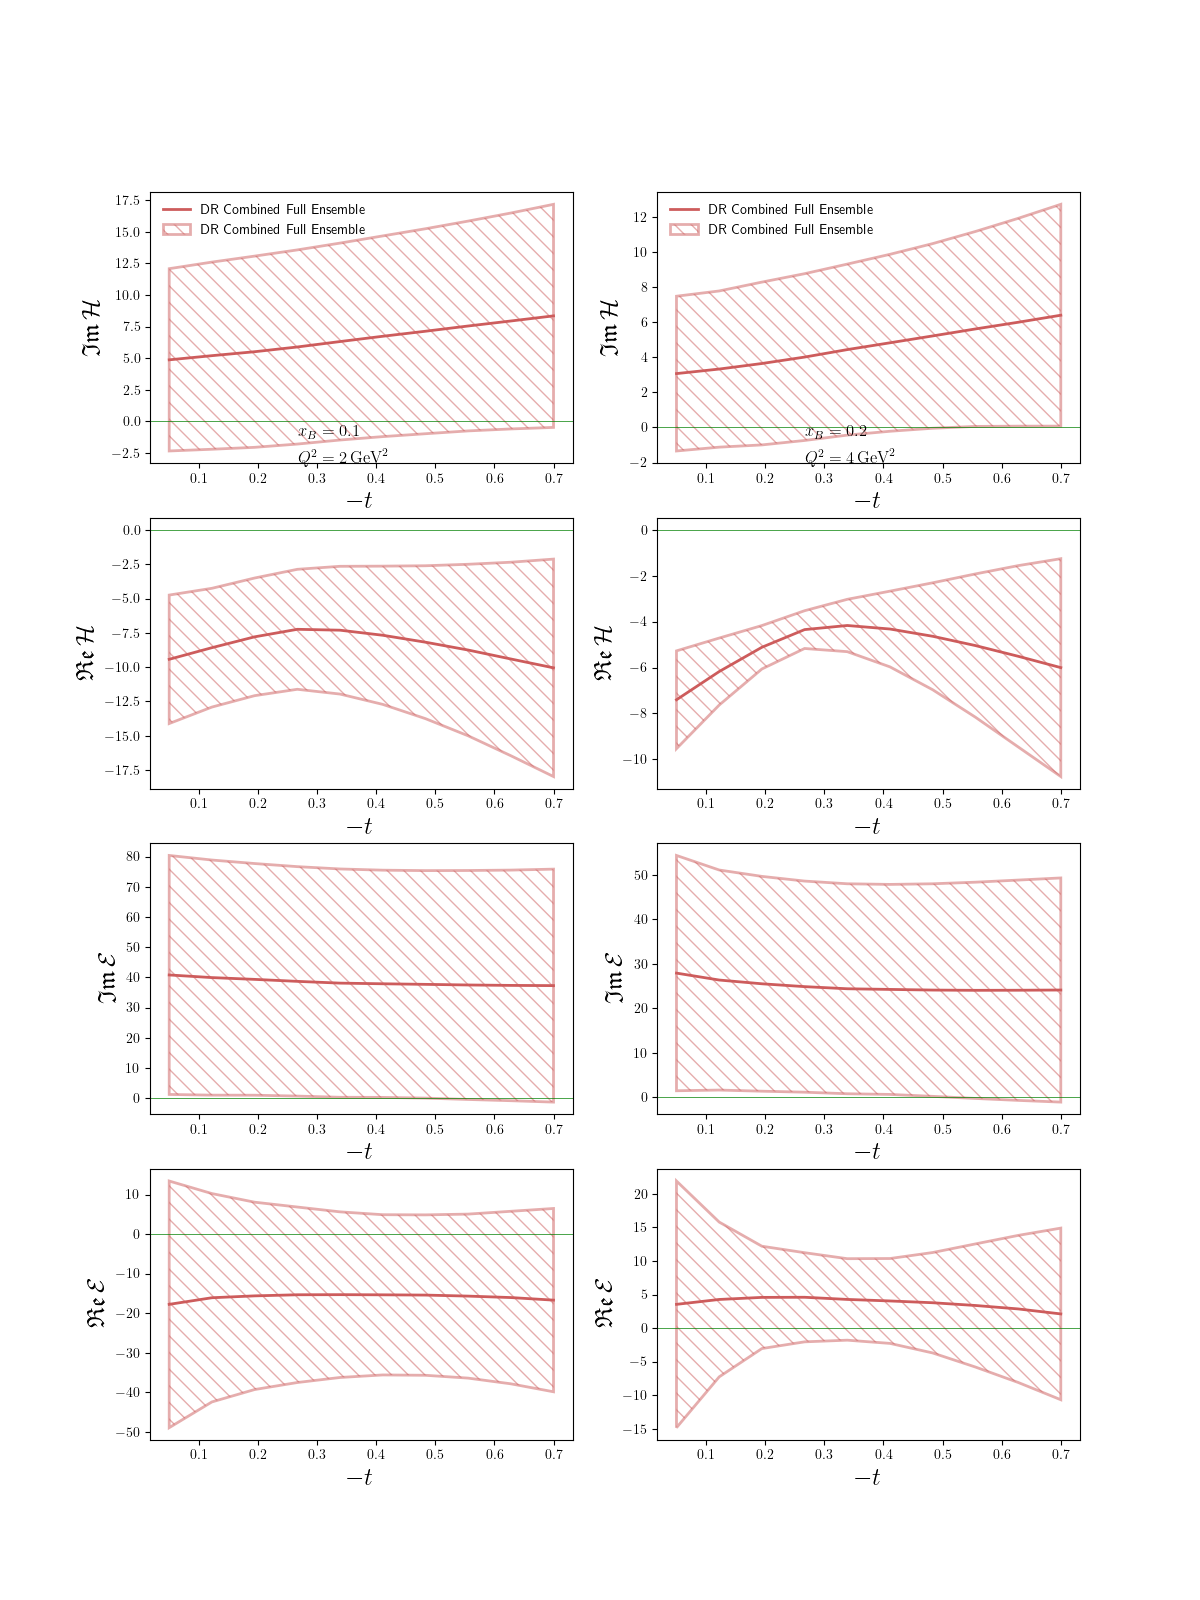 DR Combined Full Ensemble
DR Combined Full Ensemble
17.5
15.0
12.5
10.0
7.5
5.0
2.5
0.0
−2.5
ℑm ℋ
x_B = 0.1
Q² = 2 GeV²
0.1 0.2 0.3 0.4 0.5 0.6 0.7
−t
DR Combined Full Ensemble
DR Combined Full Ensemble
12
10
8
6
4
2
0
−2
ℑm ℋ
x_B = 0.2
Q² = 4 GeV²
0.1 0.2 0.3 0.4 0.5 0.6 0.7
−t
0.0
−2.5
−5.0
−7.5
−10.0
−12.5
−15.0
−17.5
ℜe ℋ
0.1 0.2 0.3 0.4 0.5 0.6 0.7
−t
0
−2
−4
−6
−8
−10
ℜe ℋ
0.1 0.2 0.3 0.4 0.5 0.6 0.7
−t
80
70
60
50
40
30
20
10
0
ℑm ℰ
0.1 0.2 0.3 0.4 0.5 0.6 0.7
−t
50
40
30
20
10
0
ℑm ℰ
0.1 0.2 0.3 0.4 0.5 0.6 0.7
−t
10
0
−10
−20
−30
−40
−50
ℜe ℰ
0.1 0.2 0.3 0.4 0.5 0.6 0.7
−t
20
15
10
5
0
−5
−10
−15
ℜe ℰ
0.1 0.2 0.3 0.4 0.5 0.6 0.7
−t